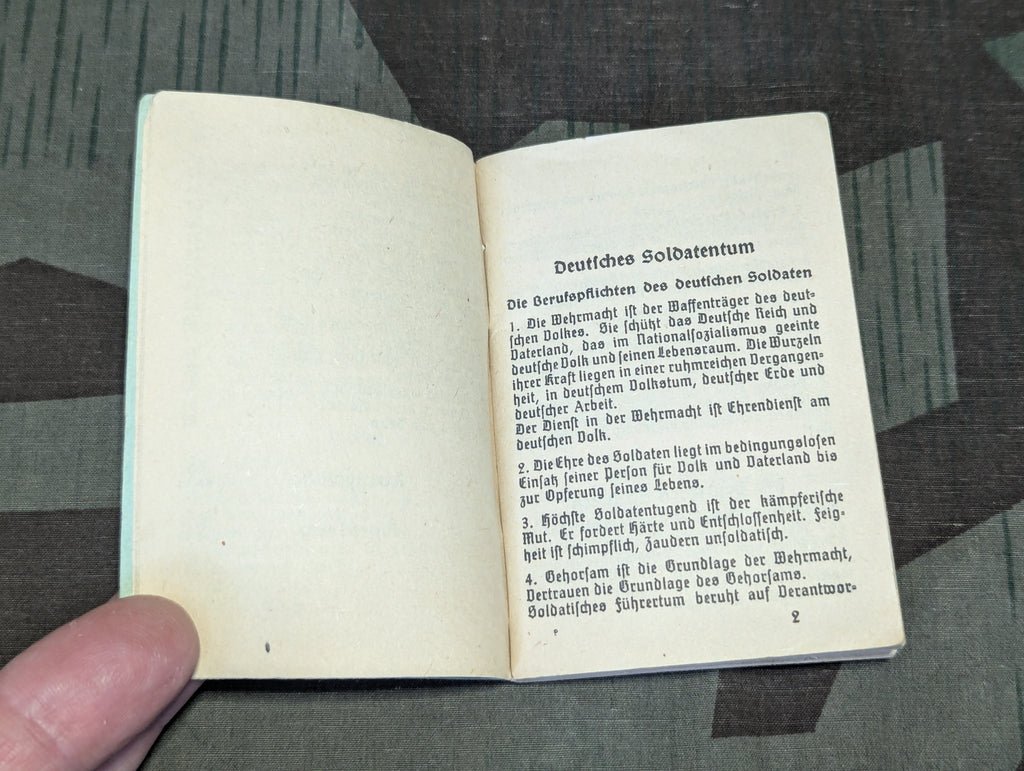 Deutsches Soldatentum
Die Berufspflichten des deutschen Soldaten
1. Die Wehrmacht ist der Waffenträger des deut-
schen Volkes. Sie schützt das Deutsche Reich und
Vaterland, das im Nationalsozialismus geeinte
deutsche Volk und seinen Lebensraum. Die Wurzeln
ihrer Kraft liegen in einer ruhmreichen Vergangen-
heit, in deutschem Volkstum, deutscher Erde und
deutscher Arbeit.
Der Dienst in der Wehrmacht ist Ehrendienst am
deutschen Volk.
2. Die Ehre des Soldaten liegt im bedingungslosen
Einsatz seiner Person für Volk und Vaterland bis
zur Opferung seines Lebens.
3. Höchste Soldatentugend ist der kämpferische
Mut. Er fordert Härte und Entschlossenheit. Feig-
heit ist schimpflich, Zaudern unsoldatisch.
4. Gehorsam ist die Grundlage der Wehrmacht,
Vertrauen die Grundlage des Gehorsams.
Soldatisches Führertum beruht auf Verantwor-
2